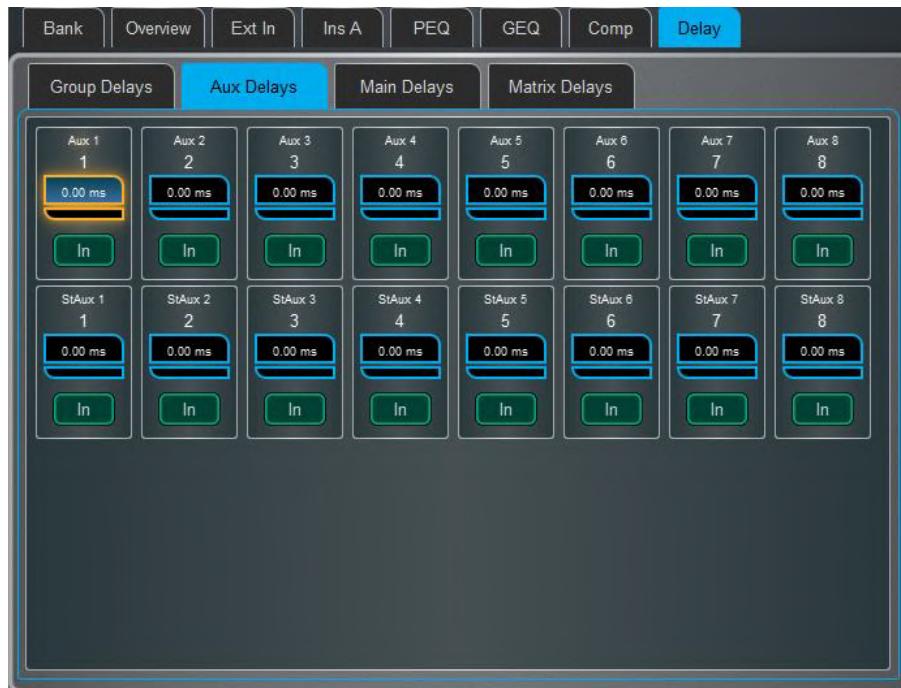 Bank Overview Ext In Ins A PEQ GEQ Comp Delay
Group Delays Aux Delays Main Delays Matrix Delays
Aux 1 Aux 2 Aux 3 Aux 4 Aux 5 Aux 6 Aux 7 Aux 8
1 2 3 4 5 6 7 8
0.00 ms 0.00 ms 0.00 ms 0.00 ms 0.00 ms 0.00 ms 0.00 ms 0.00 ms
In In In In In In In In
StAux 1 StAux 2 StAux 3 StAux 4 StAux 5 StAux 6 StAux 7 StAux 8
1 2 3 4 5 6 7 8
0.00 ms 0.00 ms 0.00 ms 0.00 ms 0.00 ms 0.00 ms 0.00 ms 0.00 ms
In In In In In In In In